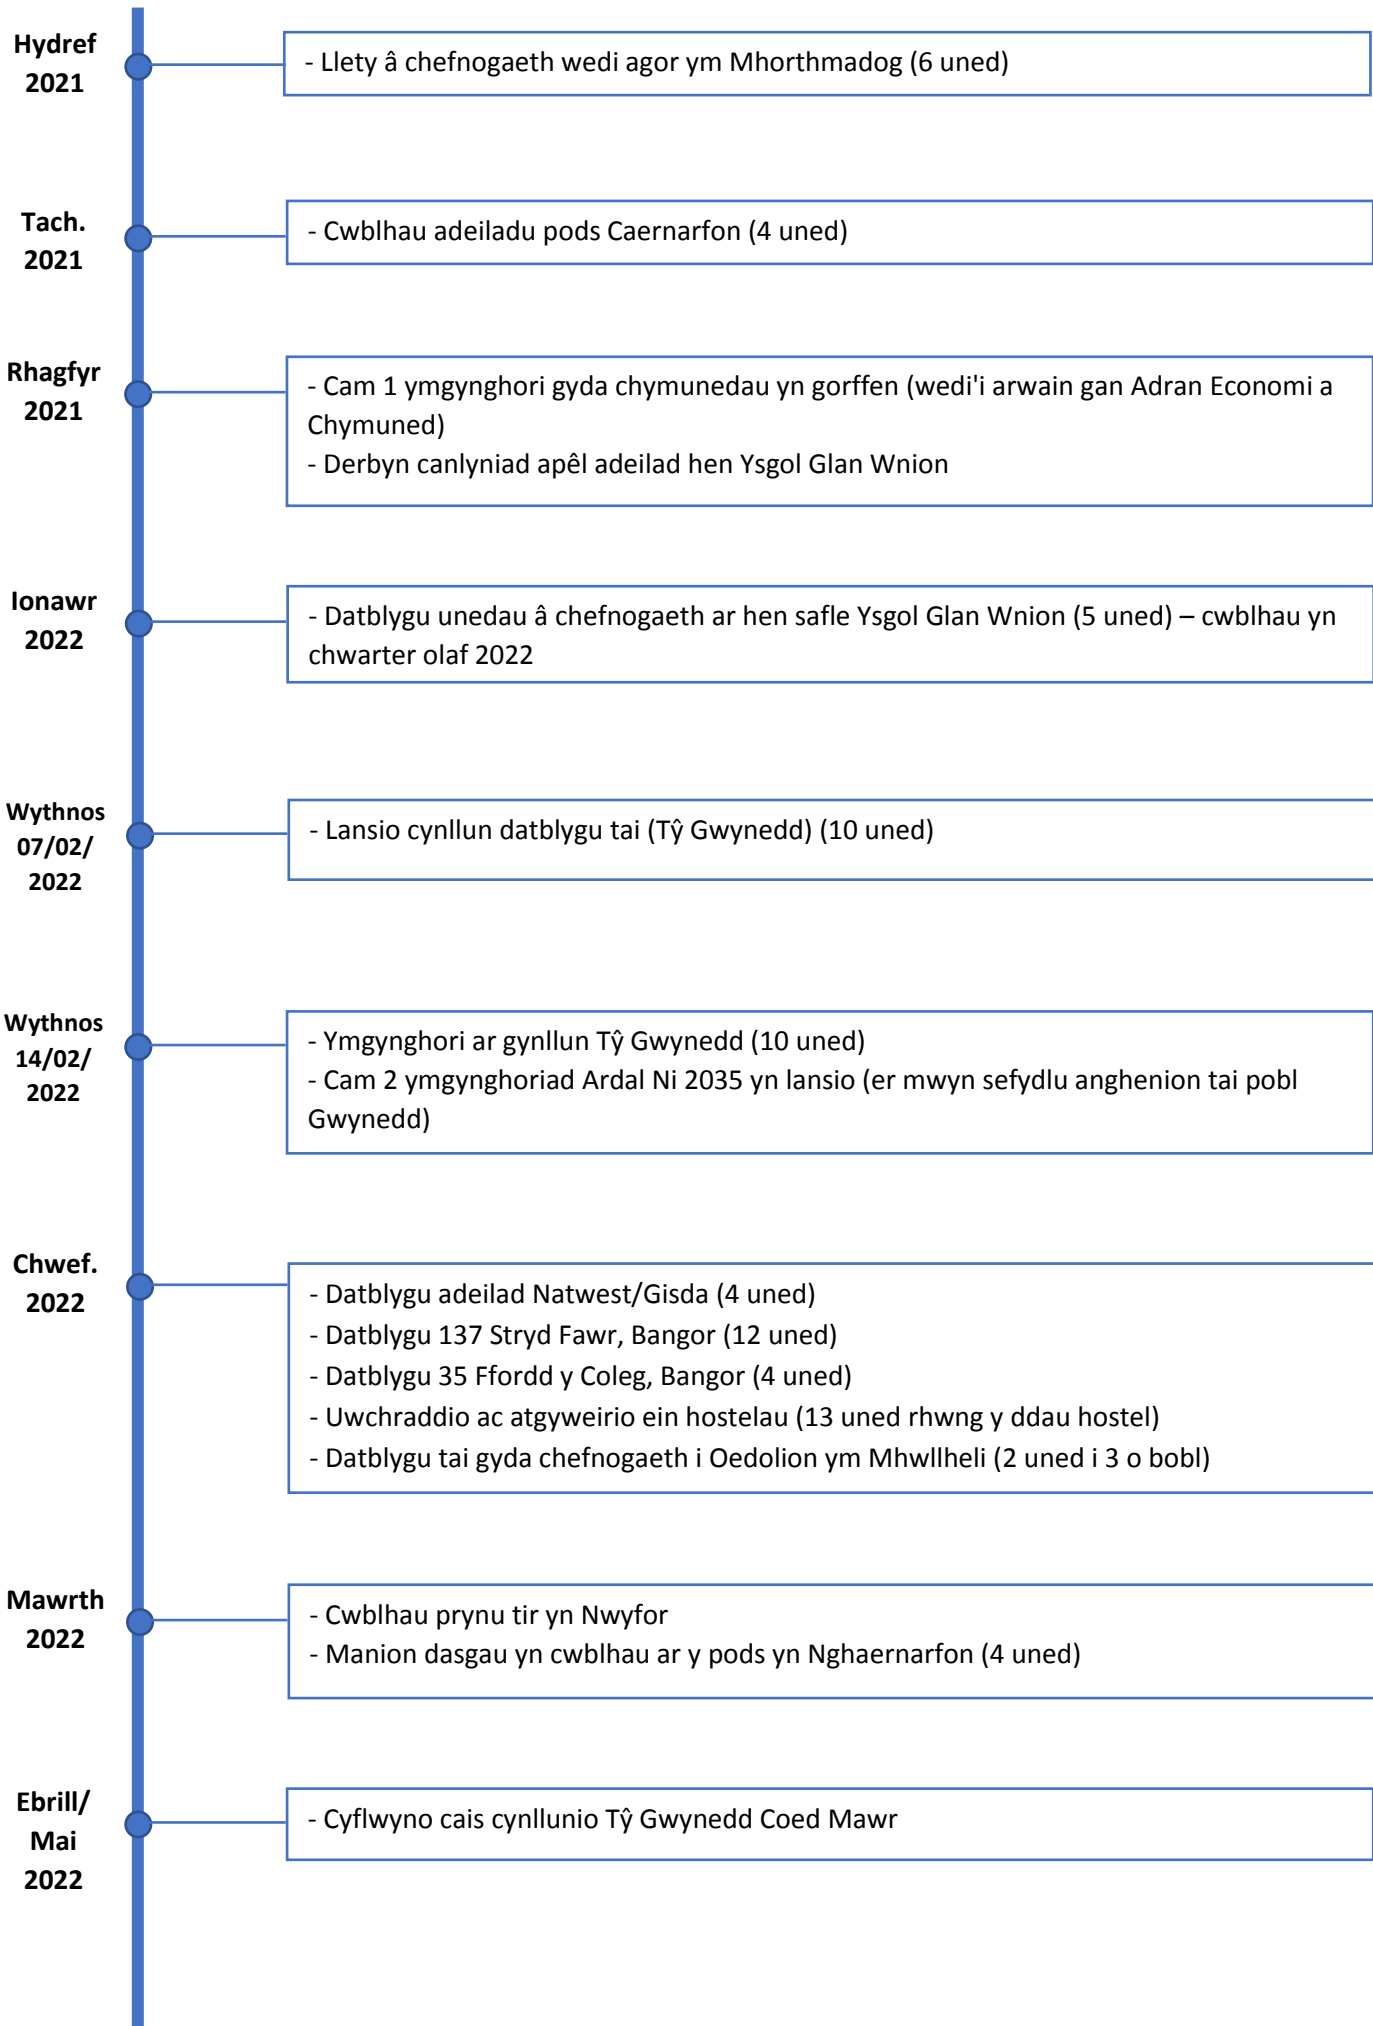 Hydref
2021
- Llety â chefnogaeth wedi agor ym Mhorthmadog (6 uned)
Tach.
2021
- Cwblhau adeiladu pods Caernarfon (4 uned)
Rhagfyr
2021
- Cam 1 ymgynghori gyda chymunedau yn gorffen (wedi'i arwain gan Adran Economi a
Chymuned)
- Derbyn canlyniad apêl adeilad hen Ysgol Glan Wnion
Ionawr
2022
- Datblygu unedau â chefnogaeth ar hen safle Ysgol Glan Wnion (5 uned) – cwblhau yn
chwarter olaf 2022
Wythnos
07/02/
2022
- Lansio cynllun datblygu tai (Tŷ Gwynedd) (10 uned)
Wythnos
14/02/
2022
- Ymgynghori ar gynllun Tŷ Gwynedd (10 uned)
- Cam 2 ymgynghoriad Ardal Ni 2035 yn lansio (er mwyn sefydlu anghenion tai pobl
Gwynedd)
Chwef.
2022
- Datblygu adeilad Natwest/Gisda (4 uned)
- Datblygu 137 Stryd Fawr, Bangor (12 uned)
- Datblygu 35 Ffordd y Coleg, Bangor (4 uned)
- Uwchraddio ac atgyweirio ein hostelau (13 uned rhwng y ddau hostel)
- Datblygu tai gyda chefnogaeth i Oedolion ym Mhwllheli (2 uned i 3 o bobl)
Mawrth
2022
- Cwblhau prynu tir yn Nwyfor
- Manion dasgau yn cwblhau ar y pods yn Nghaernarfon (4 uned)
Ebrill/
Mai
2022
- Cyflwyno cais cynllunio Tŷ Gwynedd Coed Mawr